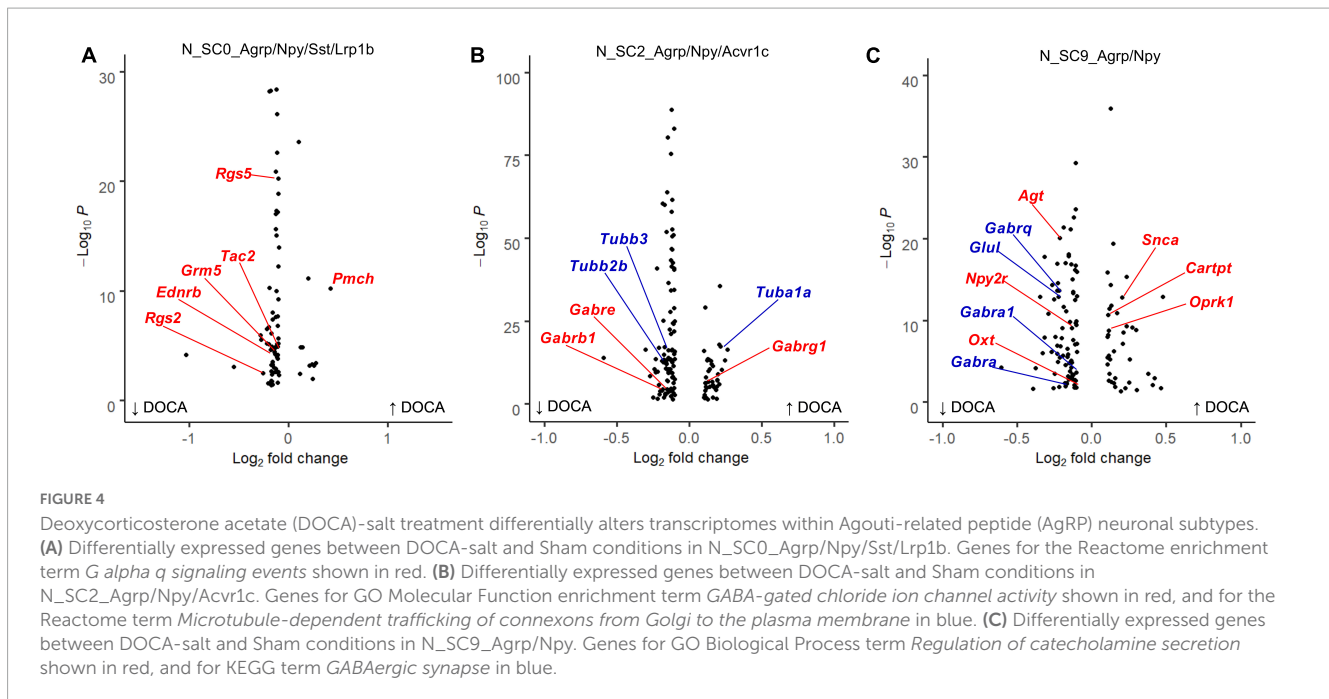 A
N_SC0_Agrp/Npy/Sst/Lrp1b
30
20
10
0
− Log10 P
Rgs5
Tac2
Grm5
Ednrb
Rgs2
Pmch
↓ DOCA
↑ DOCA
-1
0
1
Log2 fold change
B
N_SC2_Agrp/Npy/Acvr1c
100
75
50
25
0
− Log10 P
Tubb3
Tubb2b
Gabre
Gabrb1
Tuba1a
Gabrg1
↓ DOCA
↑ DOCA
-1.0
-0.5
0.0
0.5
1.0
Log2 fold change
C
N_SC9_Agrp/Npy
40
30
20
10
0
− Log10 P
Agt
Gabrq
Glul
Npy2r
Gabra1
Oxt
Gabra
Snca
Cartpt
Oprk1
↓ DOCA
↑ DOCA
-1.0
-0.5
0.0
0.5
1.0
Log2 fold change
FIGURE 4
Deoxycorticosterone acetate (DOCA)-salt treatment differentially alters transcriptomes within Agouti-related peptide (AgRP) neuronal subtypes.
(A) Differentially expressed genes between DOCA-salt and Sham conditions in N_SC0_Agrp/Npy/Sst/Lrp1b. Genes for the Reactome enrichment
term G alpha q signaling events shown in red. (B) Differentially expressed genes between DOCA-salt and Sham conditions in
N_SC2_Agrp/Npy/Acvr1c. Genes for GO Molecular Function enrichment term GABA-gated chloride ion channel activity shown in red, and for the
Reactome term Microtubule-dependent trafficking of connexons from Golgi to the plasma membrane in blue. (C) Differentially expressed genes
between DOCA-salt and Sham conditions in N_SC9_Agrp/Npy. Genes for GO Biological Process term Regulation of catecholamine secretion
shown in red, and for KEGG term GABAergic synapse in blue.